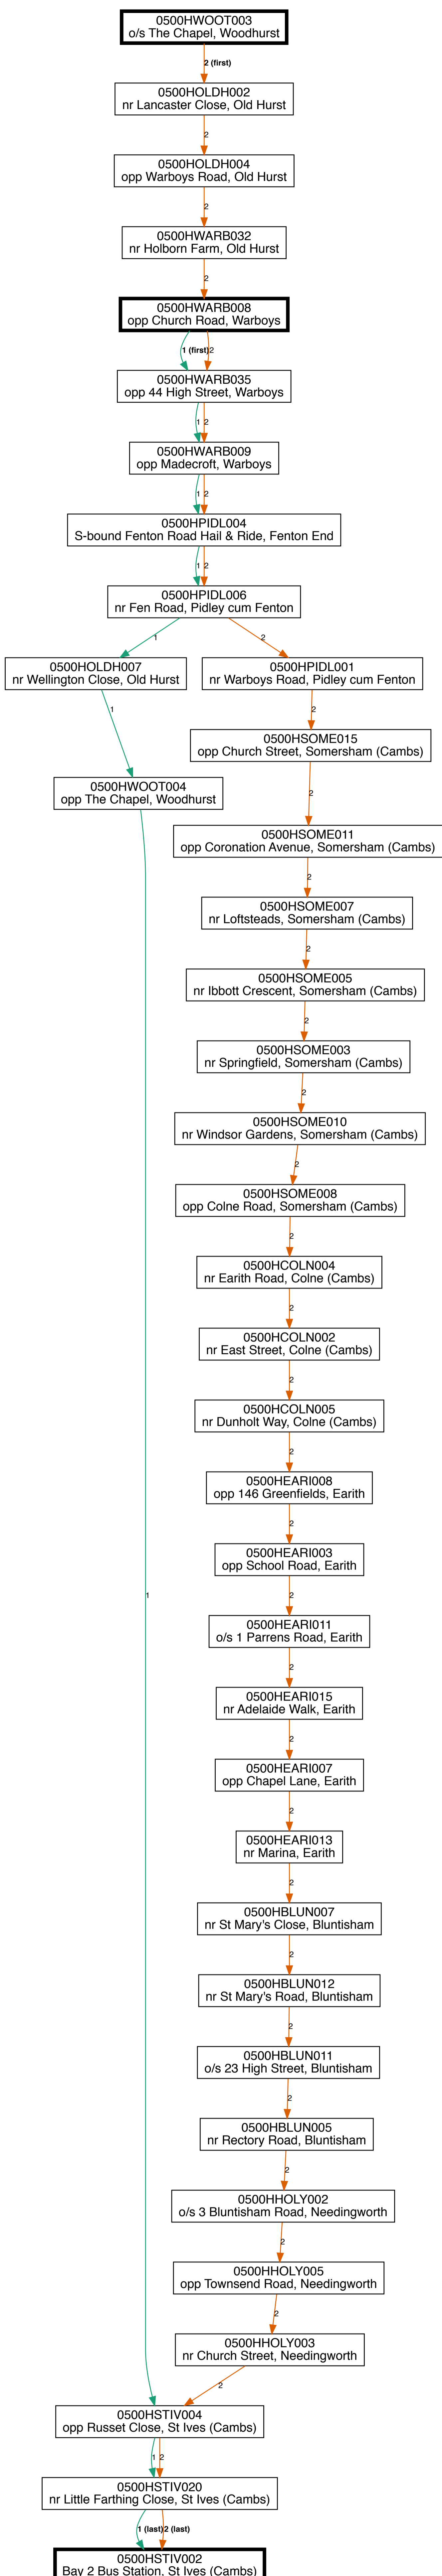 0500HWOOT003
o/s The Chapel, Woodhurst
2 (first)
0500HOLDH002
nr Lancaster Close, Old Hurst
2
0500HOLDH004
opp Warboys Road, Old Hurst
2
0500HWARB032
nr Holborn Farm, Old Hurst
2
0500HWARB008
opp Church Road, Warboys
1 (first) 2
0500HWARB035
opp 44 High Street, Warboys
1 2
0500HWARB009
opp Madecroft, Warboys
1 2
0500HPIDL004
S-bound Fenton Road Hail & Ride, Fenton End
1 2
0500HPIDL006
nr Fen Road, Pidley cum Fenton
1 2
0500HOLDH007
nr Wellington Close, Old Hurst
0500HPIDL001
nr Warboys Road, Pidley cum Fenton
1 2
0500HSOME015
opp Church Street, Somersham (Cambs)
0500HWOOT004
opp The Chapel, Woodhurst
2
0500HSOME011
opp Coronation Avenue, Somersham (Cambs)
2
0500HSOME007
nr Loftsteads, Somersham (Cambs)
2
0500HSOME005
nr Ibbott Crescent, Somersham (Cambs)
2
0500HSOME003
nr Springfield, Somersham (Cambs)
2
0500HSOME010
nr Windsor Gardens, Somersham (Cambs)
2
0500HSOME008
opp Colne Road, Somersham (Cambs)
2
0500HCOLN004
nr Earith Road, Colne (Cambs)
2
0500HCOLN002
nr East Street, Colne (Cambs)
2
0500HCOLN005
nr Dunholt Way, Colne (Cambs)
2
0500HEARI008
opp 146 Greenfields, Earith
2
0500HEARI003
opp School Road, Earith
1 2
0500HEARI011
o/s 1 Parrens Road, Earith
2
0500HEARI015
nr Adelaide Walk, Earith
2
0500HEARI007
opp Chapel Lane, Earith
2
0500HEARI013
nr Marina, Earith
2
0500HBLUN007
nr St Mary's Close, Bluntisham
2
0500HBLUN012
nr St Mary's Road, Bluntisham
2
0500HBLUN011
o/s 23 High Street, Bluntisham
2
0500HBLUN005
nr Rectory Road, Bluntisham
2
0500HHOLY002
o/s 3 Bluntisham Road, Needingworth
2
0500HHOLY005
opp Townsend Road, Needingworth
2
0500HHOLY003
nr Church Street, Needingworth
2
0500HSTIV004
opp Russet Close, St Ives (Cambs)
1 2
0500HSTIV020
nr Little Farthing Close, St Ives (Cambs)
1 (last) 2 (last)
0500HSTIV002
Bay 2 Bus Station, St Ives (Cambs)